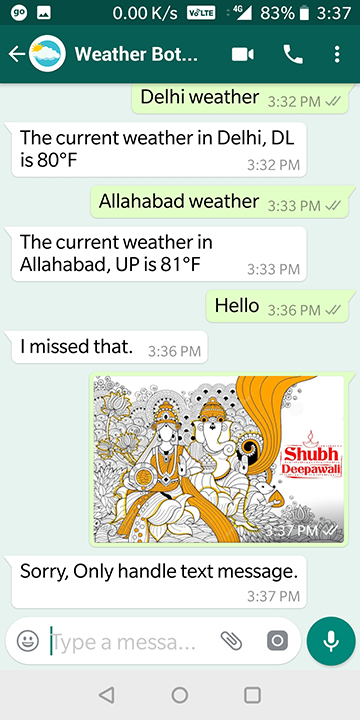 go 0.00 K/s VoLTE 4G 83% 3:37
Weather Bot...
Delhi weather 3:32 PM
The current weather in Delhi, DL
is 80°F
3:32 PM
Allahabad weather 3:33 PM
The current weather in
Allahabad, UP is 81°F
3:33 PM
Hello 3:36 PM
I missed that. 3:36 PM
Shubh
Deepawali
3:37 PM
Sorry, Only handle text message.
3:37 PM
Type a messa...